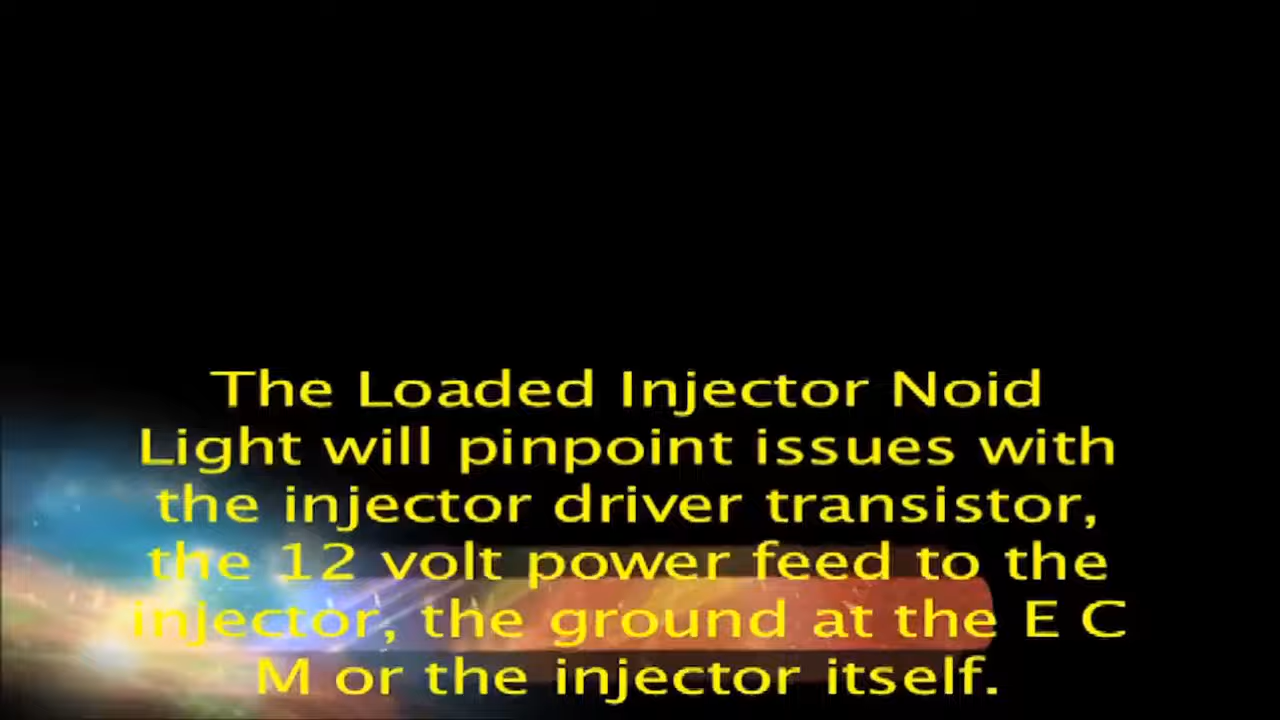 The Loaded Injector Noid
Light will pinpoint issues with
the injector driver transistor,
the 12 volt power feed to the
injector, the ground at the E C
M or the injector itself.